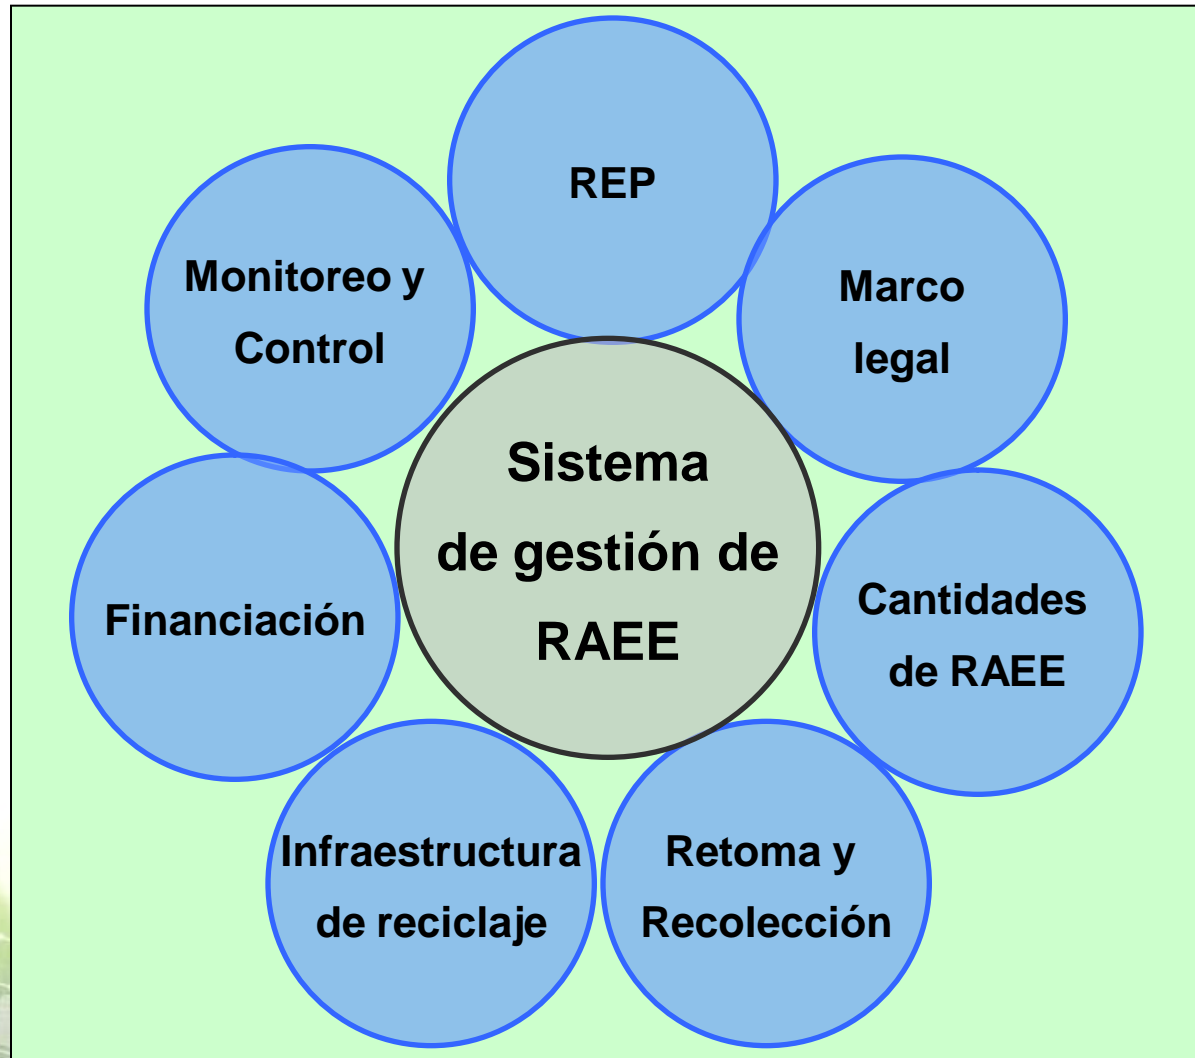 REP
Monitoreo y
Control
Marco
legal
Sistema
de gestión de
RAEE
Financiación
Cantidades
de RAEE
Infraestructura
de reciclaje
Retoma y
Recolección